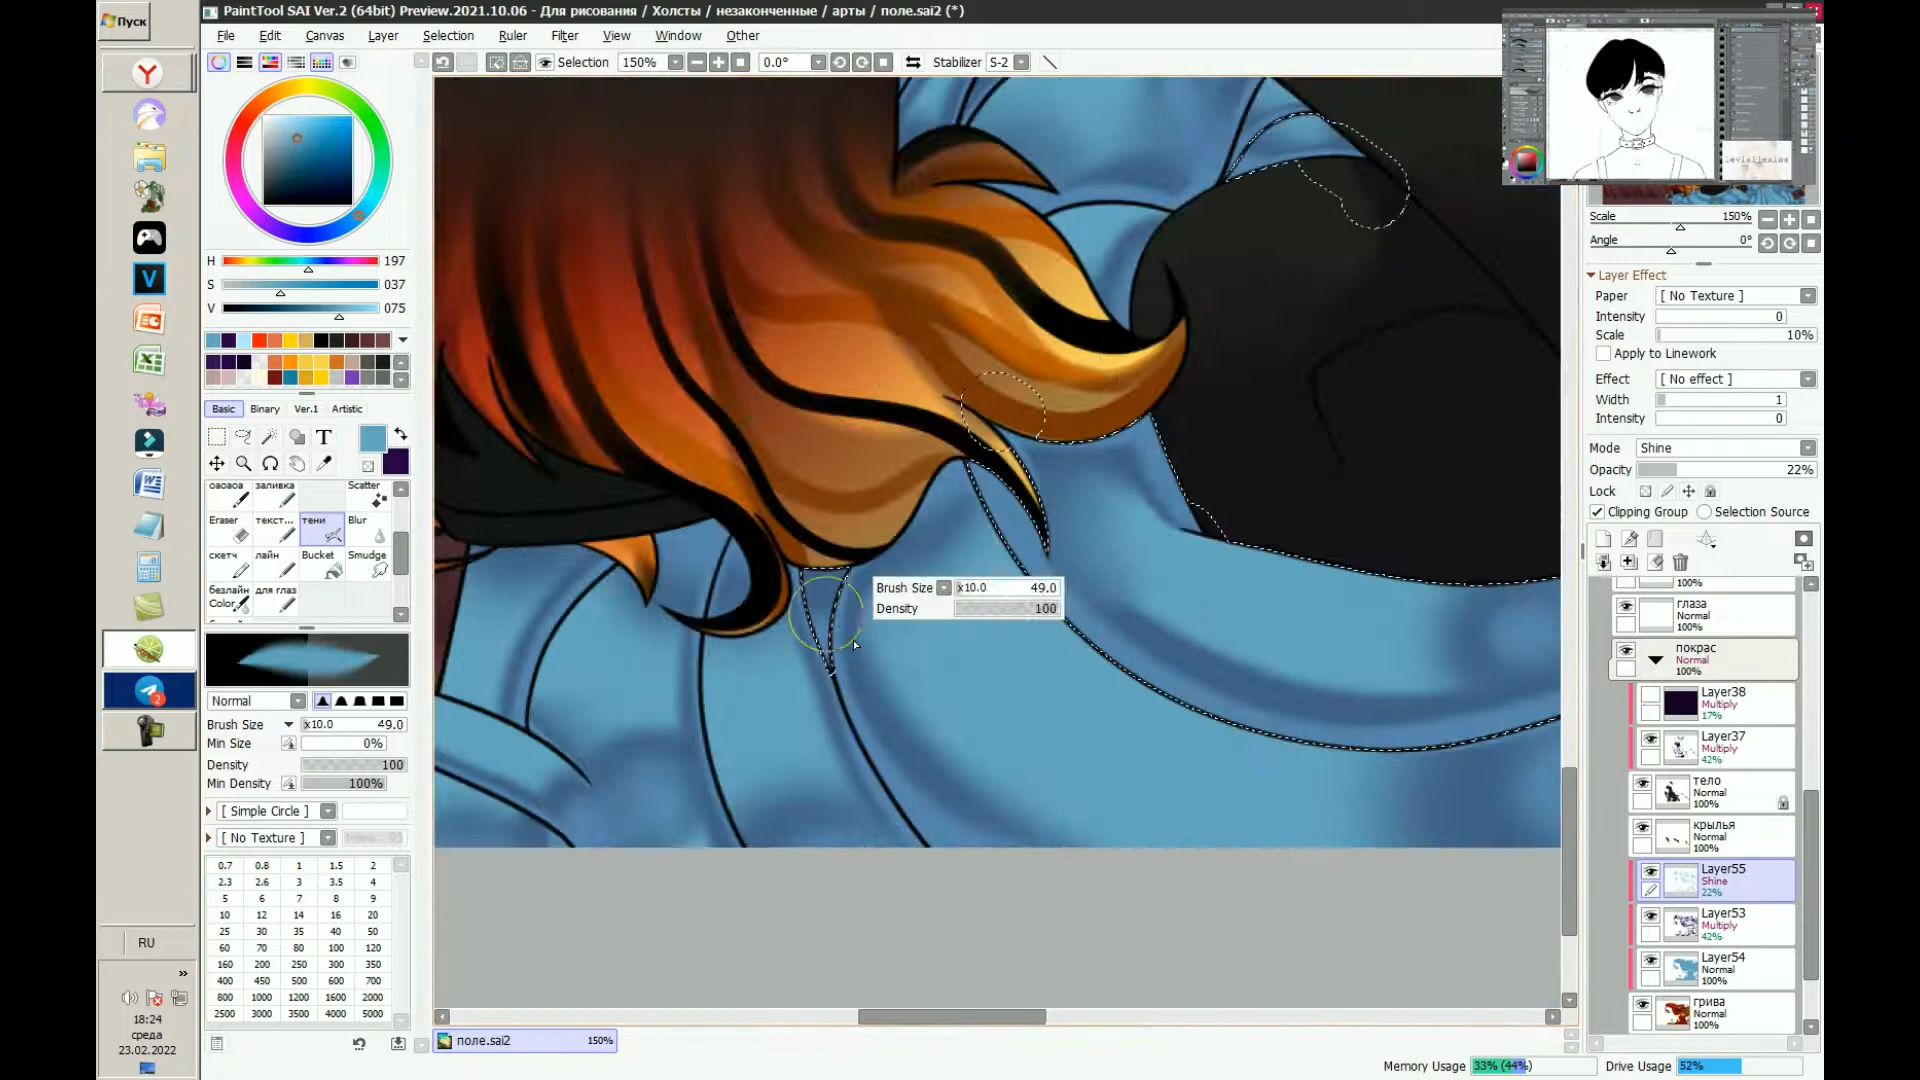 Пуск
PaintTool SAI Ver.2 (64bit) Preview.2021.10.06 - Для рисования / Холсты / незаконченные / арты / поле.sai2 (*)
File Edit Canvas Layer Selection Ruler Filter View Window Other
Selection 150% 0.0° Stabilizer S-2
H 197
S 037
V 075
Basic Binary Ver.1 Artistic
T
оаоаоа заливка Scatter
Eraser текст... тени Blur
скетч лайн Bucket Smudge
безлайн для глаз
Color
Normal
Brush Size x10.0 49.0
Min Size 0%
Density 100
Min Density 100%
[ Simple Circle ]
[ No Texture ] 95
0.7 0.8 1 1.5 2
2.3 2.6 3 3.5 4
5 6 7 8 9
10 12 14 16 20
25 30 35 40 50
60 70 80 100 120
160 200 250 300 350
400 450 500 600 700
800 1000 1200 1600 2000
2500 3000 3500 4000 5000
Brush Size x10.0 49.0
Density 100
leviallexiss
Scale 150%
Angle 0°
Layer Effect
Paper [ No Texture ]
Intensity 0
Scale 10%
Apply to Linework
Effect [ No effect ]
Width 1
Intensity 0
Mode Shine
Opacity 22%
Lock
Clipping Group Selection Source
100%
глаза
Normal
100%
покрас
Normal
100%
Layer38
Multiply
17%
Layer37
Multiply
42%
тело
Normal
100%
крылья
Normal
100%
Layer55
Shine
22%
Layer53
Multiply
42%
Layer54
Normal
100%
грива
Normal
100%
RU
18:24
среда
23.02.2022
поле.sai2 150%
Memory Usage 33% (44%) Drive Usage 52%